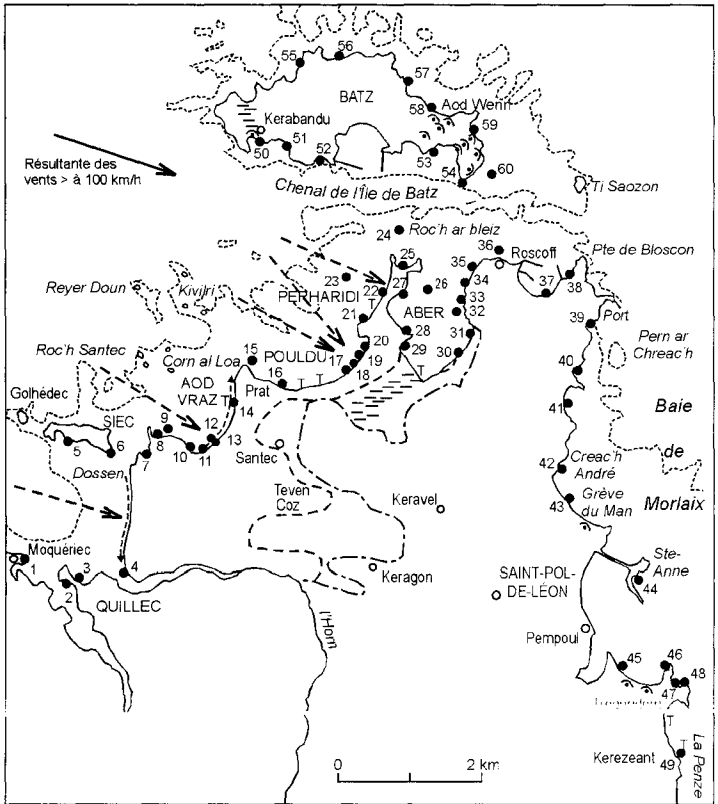 55
56
57
BATZ
58
Aod Wenn
59
Kerabandu
50
51
52
53
54
60
Résultante des
vents > à 100 km/h
Chenal de l'Île de Batz
Ti Saozon
24
Roc'h ar bleiz
36
Roscoff
Pte de Bloscon
25
35
23
22
27
26
34
37
38
Reyer Doun
Kivijri
PERHARIDI
T
33
ABER
32
39
Port
21
28
31
Pern ar
Chreac'h
Roc'h Santec
Corn al Loa
15
POULDU
20
17
19
18
29
30
40
Golhédec
AOD
VRAZ
T
16
T
T
T
Prat
14
41
Baie
SIEC
9
12
8
13
5
6
7
10
11
Santec
de
Dossen
42
Creac'h
André
Teven
Coz
Keravel
43
Grève
du Man
Morlaix
Moquériec
1
2
3
4
QUILLEC
Keragon
SAINT-POL-
DE-LÉON
Ste-
Anne
44
l'Horn
Pempoul
45
46
47
48
T
0
2 km
Kerezeant
49
T
La Penzé